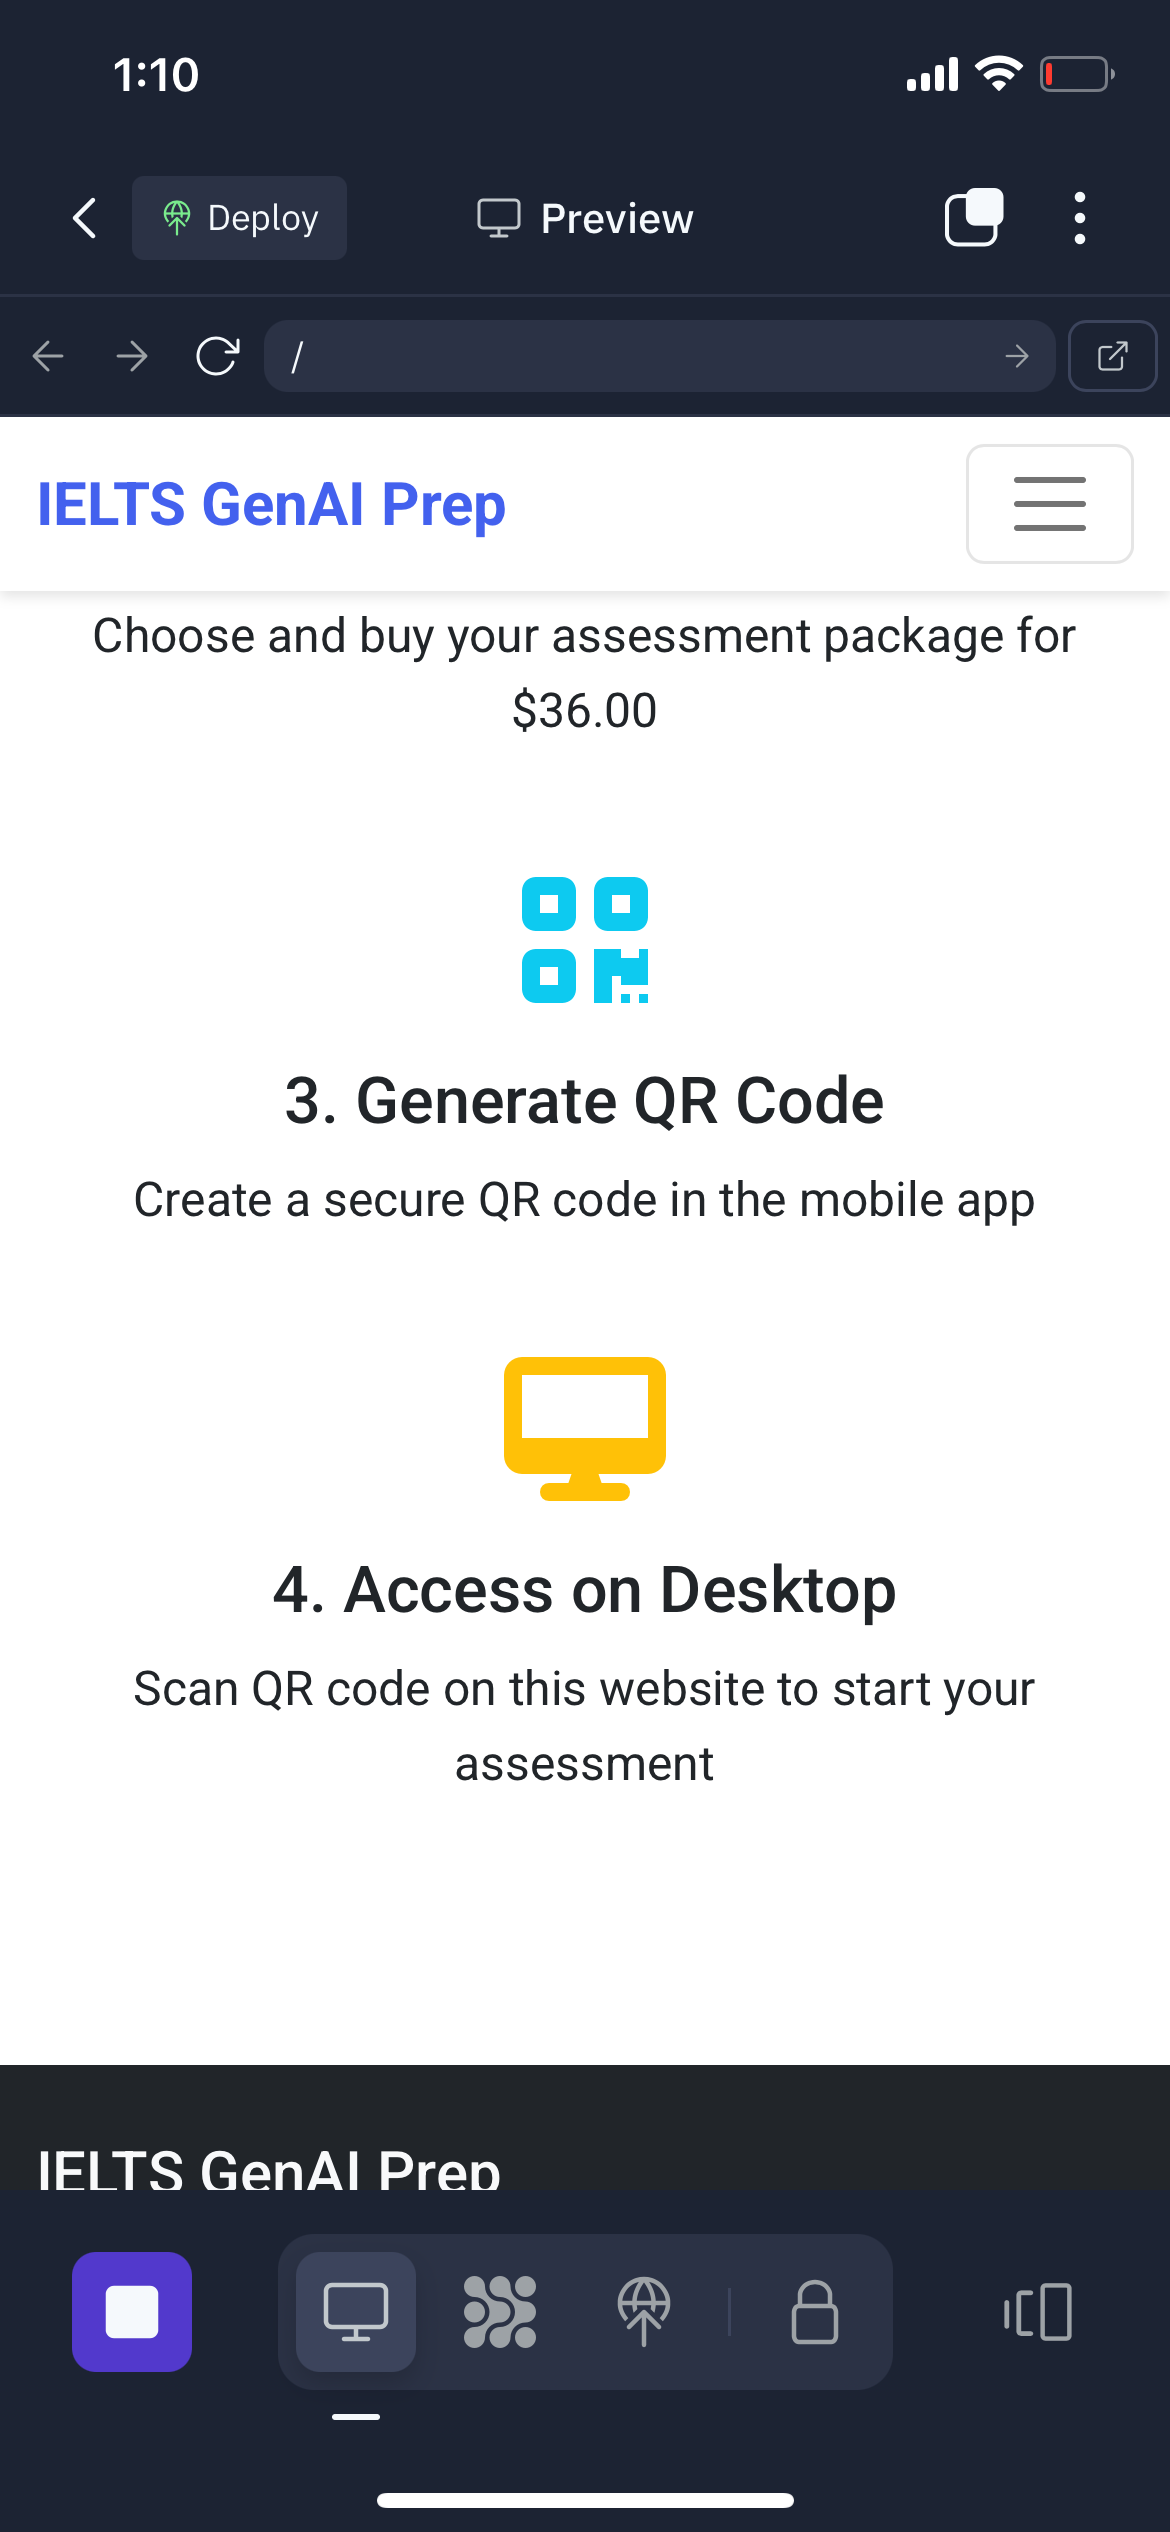 1:10
Deploy
Preview
/
IELTS GenAI Prep
Choose and buy your assessment package for
$36.00
3. Generate QR Code
Create a secure QR code in the mobile app
4. Access on Desktop
Scan QR code on this website to start your
assessment
IELTS GenAI Prep